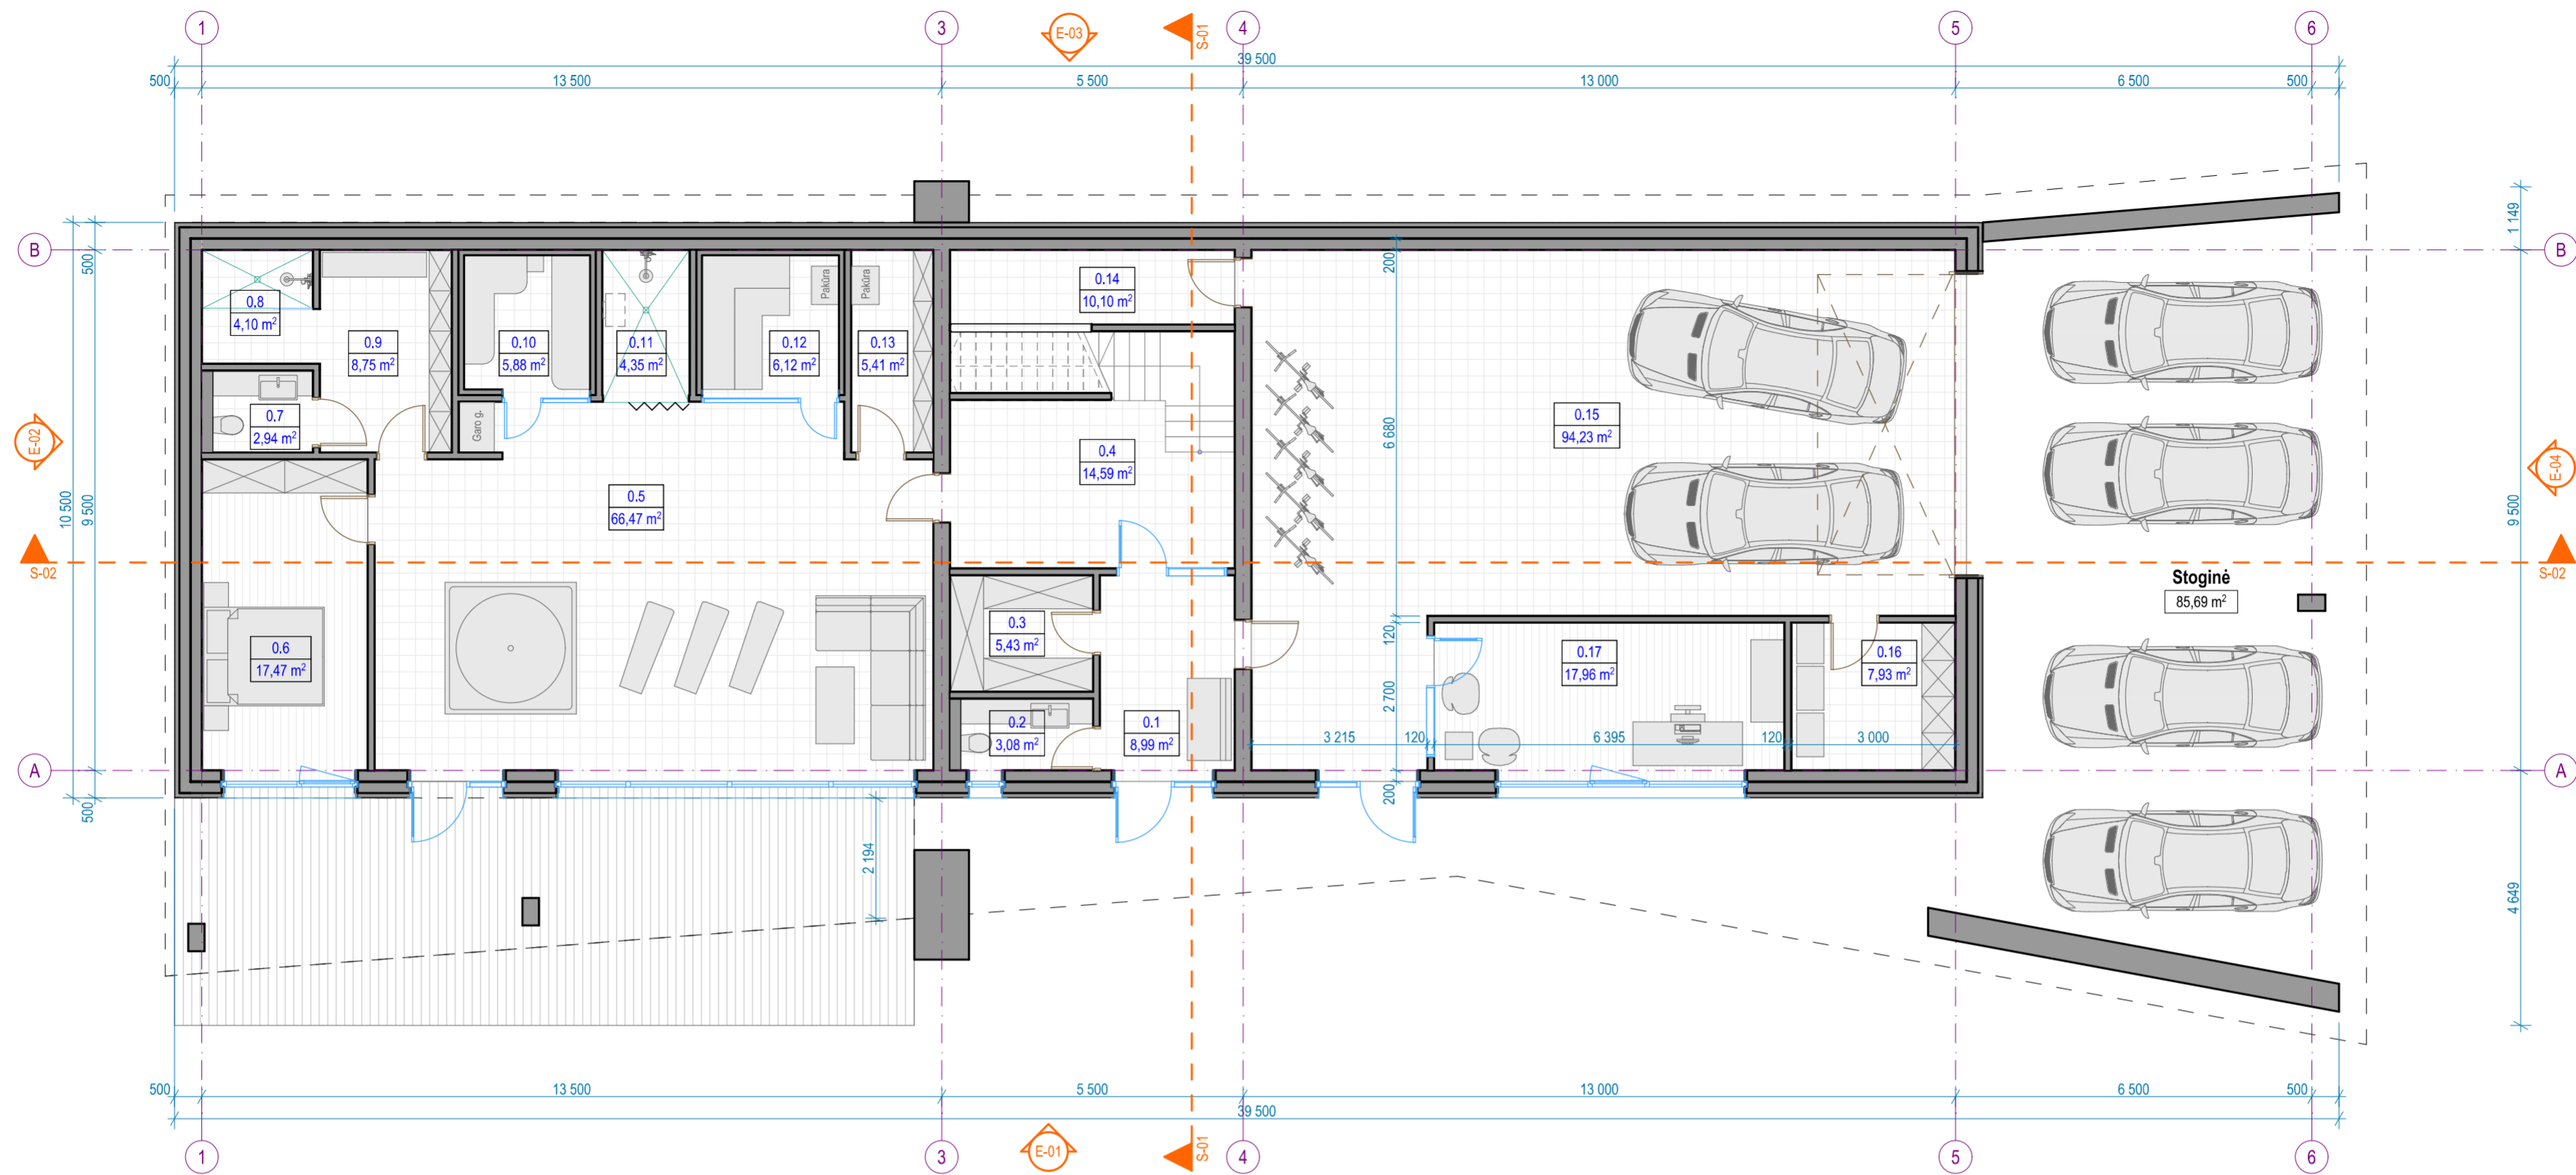 1
3
E-03
S-01
4
5
6
39 500
500
13 500
5 500
13 000
6 500
500
1 149
B
B
500
200
0.14
10,10 m²
0.8
4,10 m²
Pakūra
Pakūra
0.9
8,75 m²
0.10
5,88 m²
0.11
4,35 m²
0.12
6,12 m²
0.13
5,41 m²
0.7
2,94 m²
Garo g.
0.15
94,23 m²
6 680
E-02
E-04
0.4
14,59 m²
0.5
66,47 m²
10 500
9 500
9 500
S-02
S-02
Stoginė
85,69 m²
0.3
5,43 m²
120
0.6
17,47 m²
0.17
17,96 m²
0.16
7,93 m²
2 700
0.2
3,08 m²
0.1
8,99 m²
3 215
120
6 395
120
3 000
A
A
500
200
2 194
4 649
500
13 500
5 500
13 000
6 500
500
39 500
1
3
E-01
S-01
4
5
6